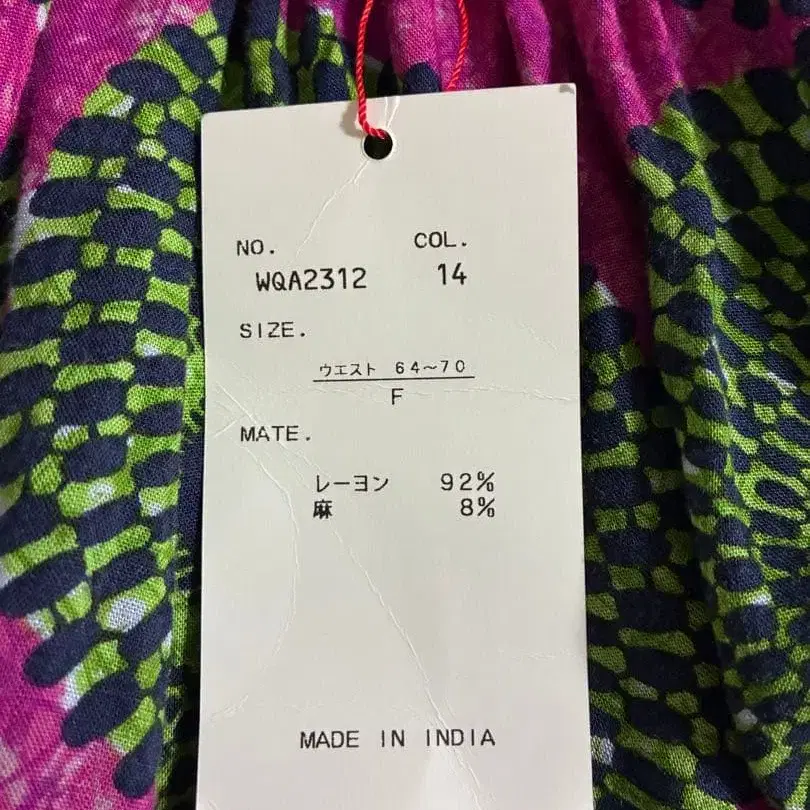 NO. COL.
WQA2312 14
SIZE.
ウエスト 64～70
F
MATE.
レーヨン 92%
麻 8%
MADE IN INDIA